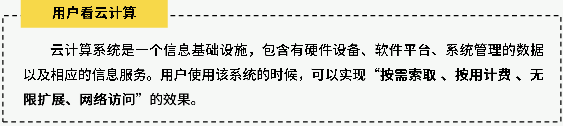 用户看云计算
云计算系统是一个信息基础设施，包含有硬件设备、软件平台、系统管理的数据
以及相应的信息服务。用户使用该系统的时候，可以实现“按需索取 、按用计费 、无
限扩展、网络访问”的效果。